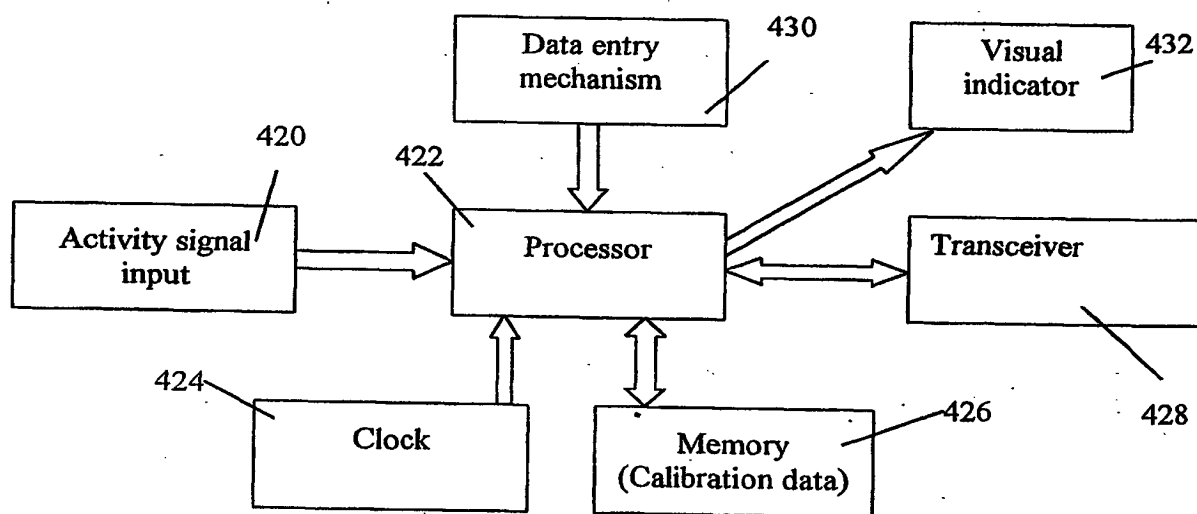 Data entry
mechanism
430
Visual
indicator
432
420
422
Activity signal
input
Processor
Transceiver
424
Clock
Memory
(Calibration data)
426
428